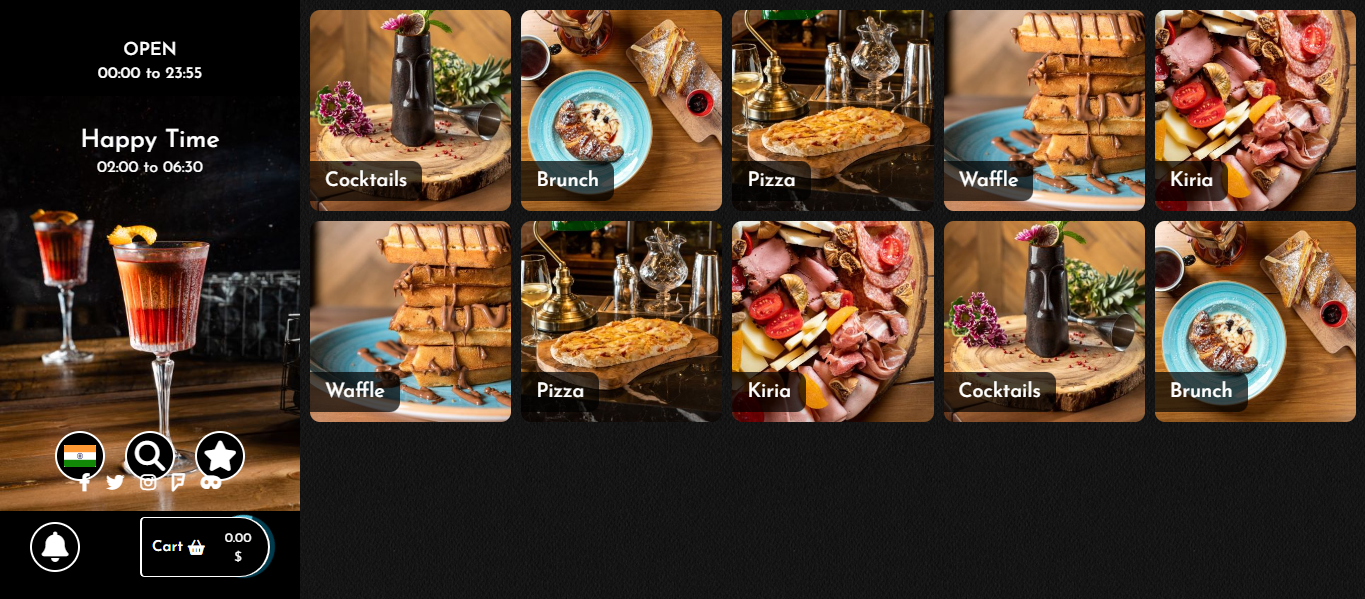 OPEN
00:00 to 23:55
Happy Time
02:00 to 06:30
Cart
0.00
$
Cocktails
Brunch
Pizza
Waffle
Kiria
Waffle
Pizza
Kiria
Cocktails
Brunch